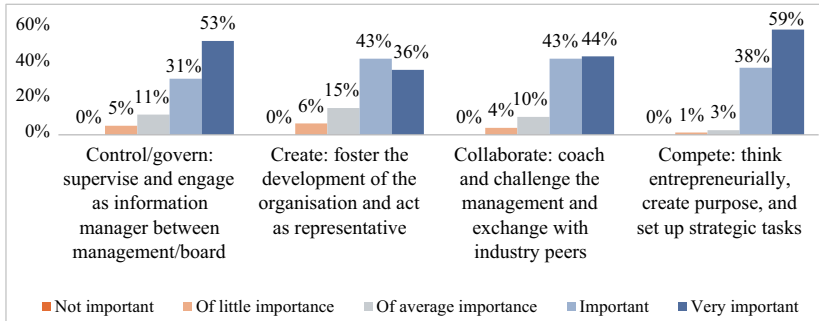 60%
40%
20%
0%
0% 5% 11% 31% 53%
0% 6% 15% 43% 36%
0% 4% 10% 43% 44%
0% 1% 3% 38% 59%
Control/govern:
supervise and engage
as information
manager between
management/board
Create: foster the
development of the
organisation and act
as representative
Collaborate: coach
and challenge the
management and
exchange with
industry peers
Compete: think
entrepreneurially,
create purpose, and
set up strategic tasks
Not important
Of little importance
Of average importance
Important
Very important